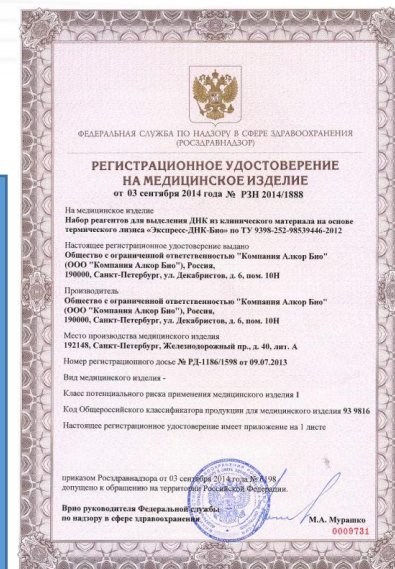 ФЕДЕРАЛЬНАЯ СЛУЖБА ПО НАДЗОРУ В СФЕРЕ ЗДРАВООХРАНЕНИЯ
(РОСЗДРАВНАДЗОР)
РЕГИСТРАЦИОННОЕ УДОСТОВЕРЕНИЕ
НА МЕДИЦИНСКОЕ ИЗДЕЛИЕ
от 03 сентября 2014 года № РЗН 2014/1888
На медицинское изделие
Набор реагентов для выделения ДНК из клинического материала на основе
термического лизиса «Экспресс-ДНК-Био» по ТУ 9398-252-98539446-2012
Настоящее регистрационное удостоверение выдано
Общество с ограниченной ответственностью "Компания Алкор Био"
(ООО "Компания Алкор Био"), Россия,
190000, Санкт-Петербург, ул. Декабристов, д. 6, пом. 10Н
Производитель
Общество с ограниченной ответственностью "Компания Алкор Био"
(ООО "Компания Алкор Био"), Россия,
190000, Санкт-Петербург, ул. Декабристов, д. 6, пом. 10Н
Место производства медицинского изделия
192148, Санкт-Петербург, Железнодорожный пр., д. 40, лит. А
Номер регистрационного досье № РД-1186/1598 от 09.07.2013
Вид медицинского изделия -
Класс потенциального риска применения медицинского изделия 1
Код Общероссийского классификатора продукции для медицинского изделия 93 9816
Настоящее регистрационное удостоверение имеет приложение на 1 листе
приказом Росздравнадзора от 03 сентября 2014 года № 6198
допущено к обращению на территории Российской Федерации.
Врио руководителя Федеральной службы
по надзору в сфере здравоохранения
М.А. Мурашко
0009731